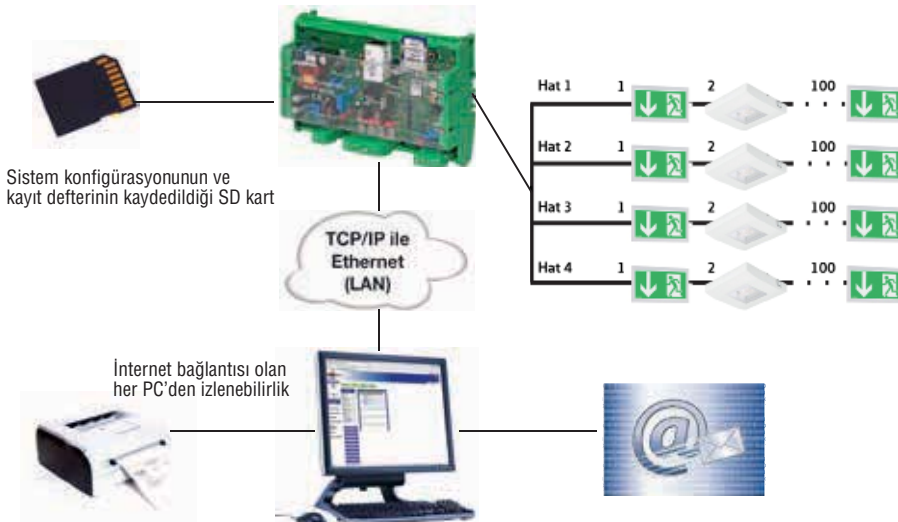 Hat 1 1 2 100
Hat 2 1 2 100
Sistem konfigürasyonunun ve
kayıt defterinin kaydedildiği SD kart
Hat 3 1 2 100
TCP/IP ile
Ethernet
(LAN)
Hat 4 1 2 100
İnternet bağlantısı olan
her PC'den izlenebilirlik
@